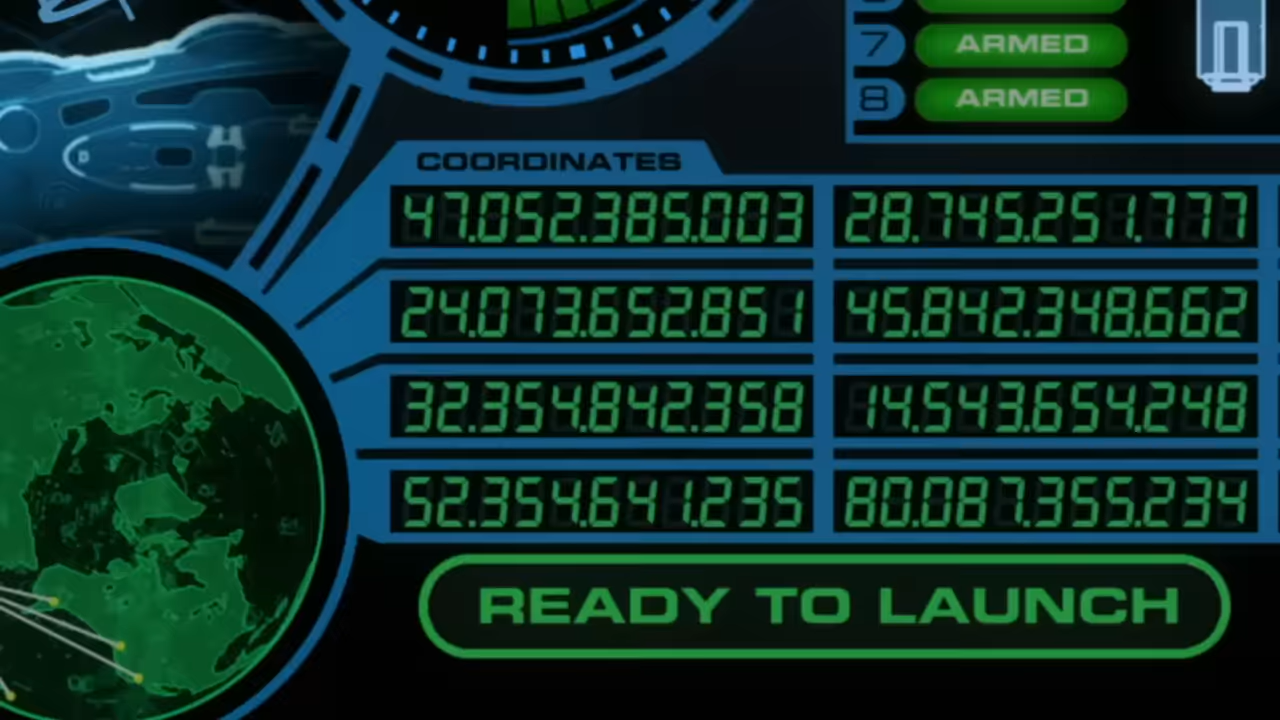 7 ARMED
8 ARMED
COORDINATES
47.052.385.003 28.745.251.777
24.073.652.851 45.842.348.662
32.354.842.358 14.543.654.248
52.354.641.235 80.087.355.234
READY TO LAUNCH